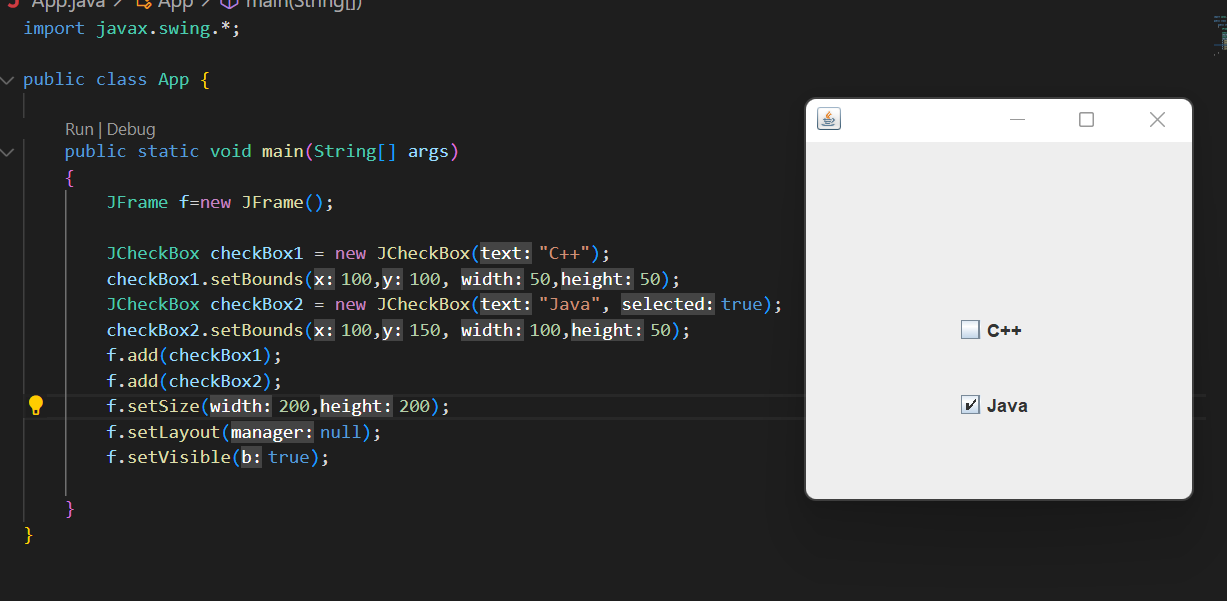 App.java > App > main(String[])
import javax.swing.*;
public class App {
Run | Debug
public static void main(String[] args)
{
JFrame f=new JFrame();
JCheckBox checkBox1 = new JCheckBox(text: "C++");
checkBox1.setBounds(x: 100,y: 100, width: 50,height: 50);
JCheckBox checkBox2 = new JCheckBox(text: "Java", selected: true);
checkBox2.setBounds(x: 100,y: 150, width: 100,height: 50);
f.add(checkBox1);
f.add(checkBox2);
f.setSize(width: 200,height: 200);
f.setLayout(manager: null);
f.setVisible(b: true);
}
}
C++
Java